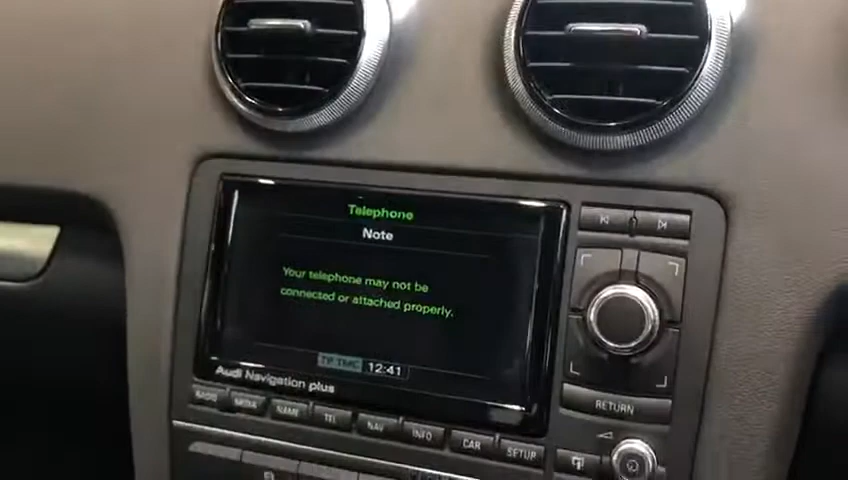 Telephone
Note
Your telephone may not be
connected or attached properly.
TP TMC 12:41
Audi Navigation plus
RADIO MEDIA NAME TEL NAV INFO CAR SETUP
RETURN